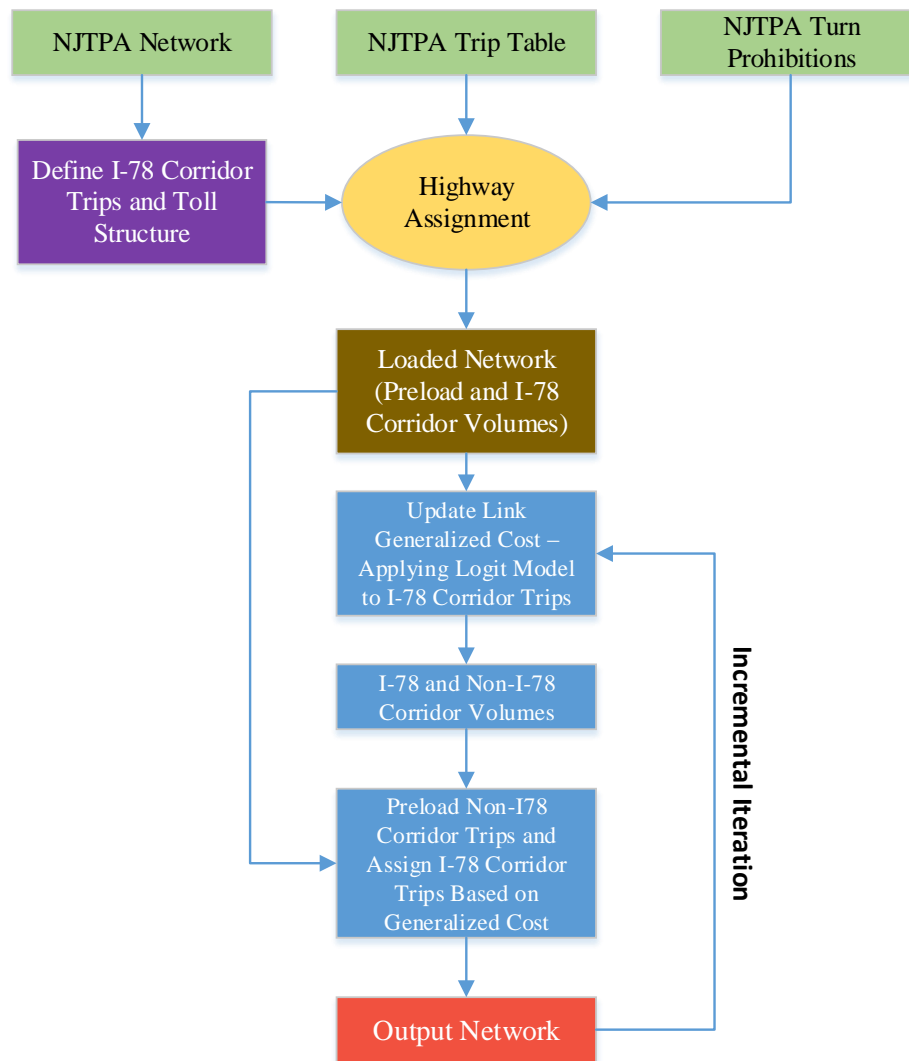 NJTPA Network
NJTPA Trip Table
NJTPA Turn
Prohibitions
Define I-78 Corridor
Trips and Toll
Structure
Highway
Assignment
Loaded Network
(Preload and I-78
Corridor Volumes)
Update Link
Generalized Cost –
Applying Logit Model
to I-78 Corridor Trips
I-78 and Non-I-78
Corridor Volumes
Preload Non-I78
Corridor Trips and
Assign I-78 Corridor
Trips Based on
Generalized Cost
Output Network
Incremental Iteration